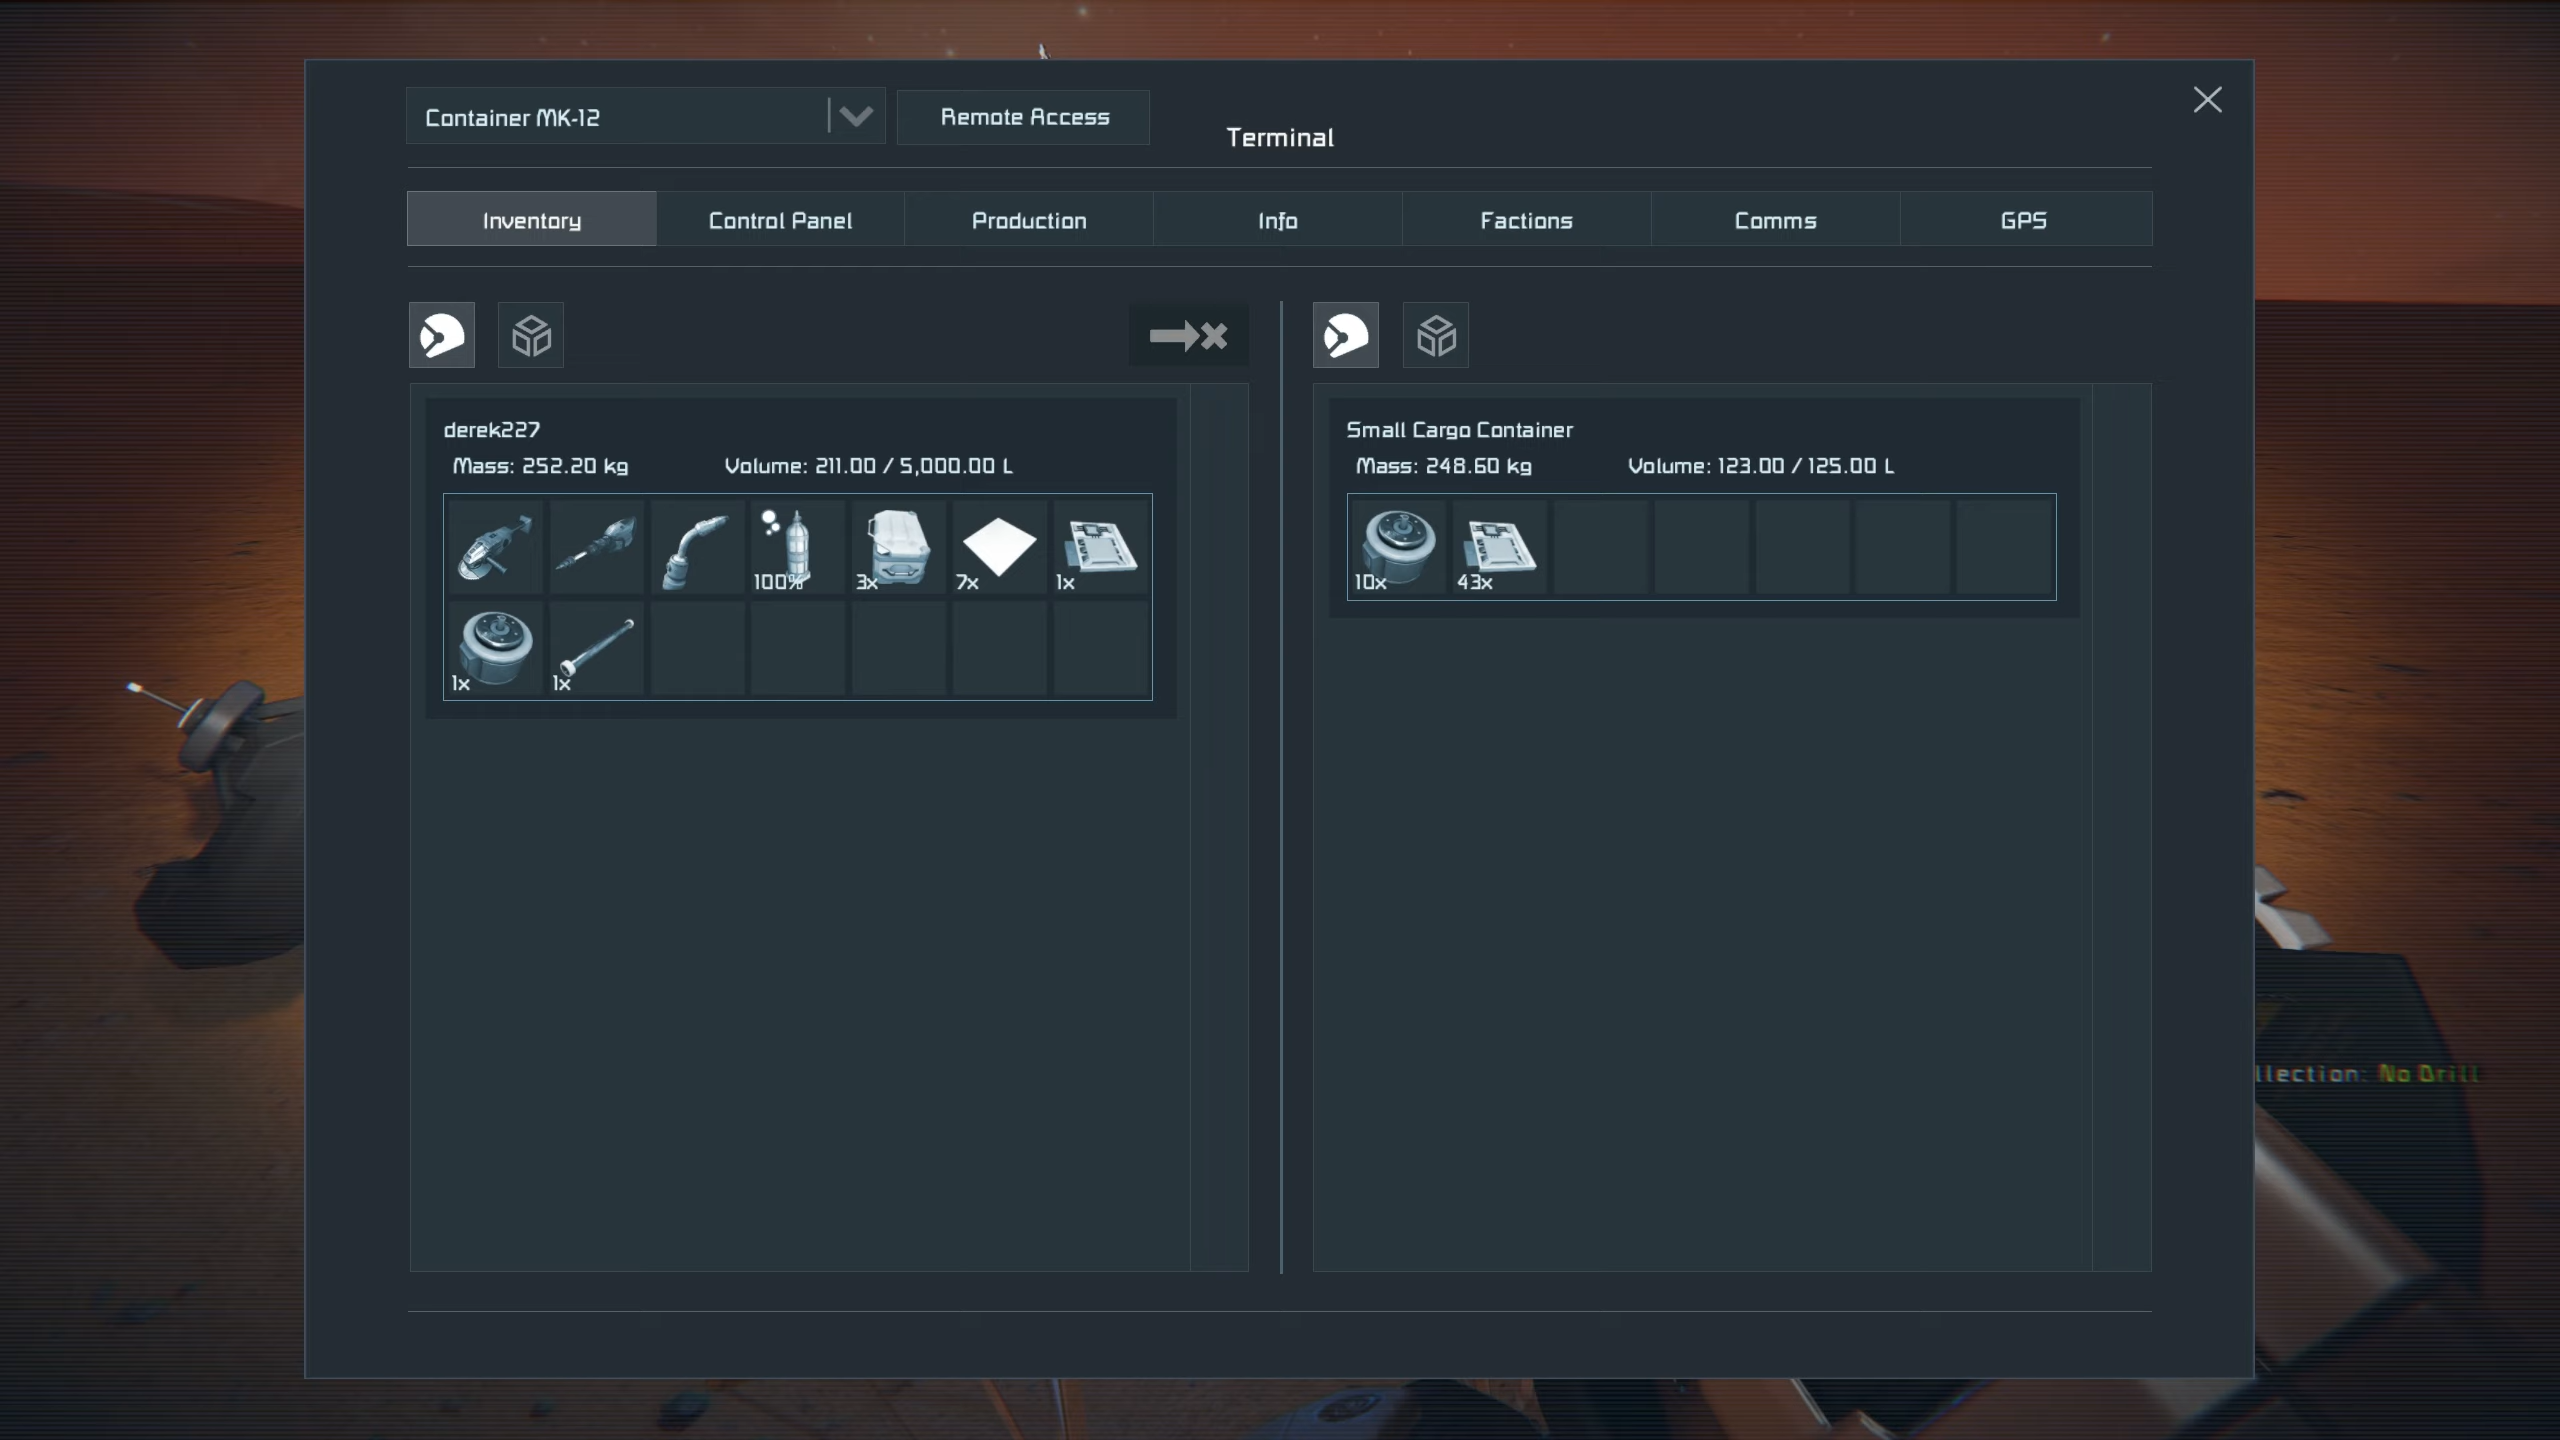 Container MK-12
Remote Access
Terminal
Inventory
Control Panel
Production
Info
Factions
Comms
GPS
derek227
Mass: 252.20 kg
Volume: 211.00 / 5,000.00 L
100%
3x
7x
1x
1x
1x
Small Cargo Container
Mass: 248.60 kg
Volume: 123.00 / 125.00 L
10x
43x
llection: No Drill